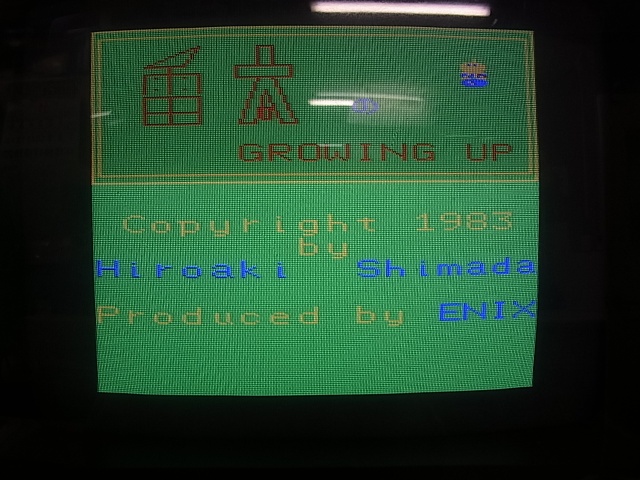 GROWING UP
Copyright 1983
by
Hiroaki Shimada
Produced by ENIX